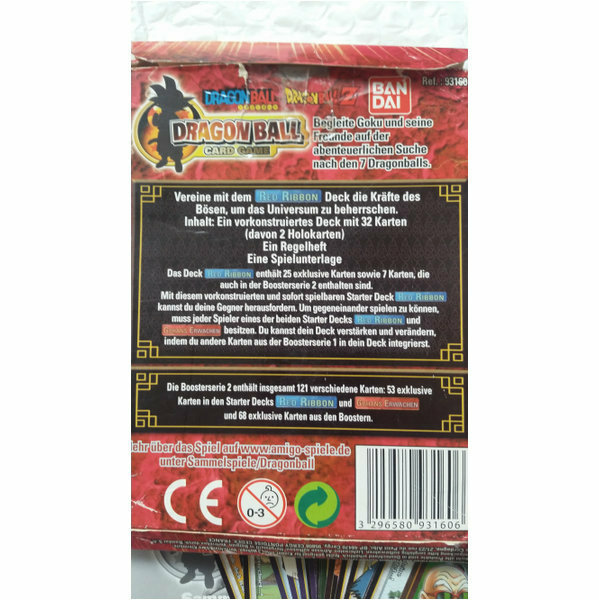 Ref.: 93160
DRAGON BALL
DRAGON BALL Z
BAN
DAI
DRAGON BALL
CARD GAME
Begleite Goku und seine
Freunde auf der
abenteuerlichen Suche
nach den 7 Dragonballs.
Vereine mit dem RED RIBBON Deck die Kräfte des
Bösen, um das Universum zu beherrschen.
Inhalt: Ein vorkonstruiertes Deck mit 32 Karten
(davon 2 Holokarten)
Ein Regelheft
Eine Spielunterlage
Das Deck RED RIBBON enthält 25 exklusive Karten sowie 7 Karten, die
auch in der Boosterserie 2 enthalten sind.
Mit diesem vorkonstruierten und sofort spielbaren Starter Deck RED RIBBON
kannst du deine Gegner herausfordern. Um gegeneinander spielen zu können,
muss jeder Spieler eines der beiden Starter Decks RED RIBBON und
GOHANS ERWACHEN besitzen. Du kannst dein Deck verstärken und verändern,
indem du andere Karten aus der Boosterserie 1 in dein Deck integrierst.
Die Boosterserie 2 enthält insgesamt 121 verschiedene Karten: 53 exklusive
Karten in den Starter Decks RED RIBBON und GOHANS ERWACHEN
und 68 exklusive Karten aus den Boostern.
ehr über das Spiel auf www.amigo-spiele.de
unter Sammelspiele/Dragonball
CE
0-3
3 296580 931606